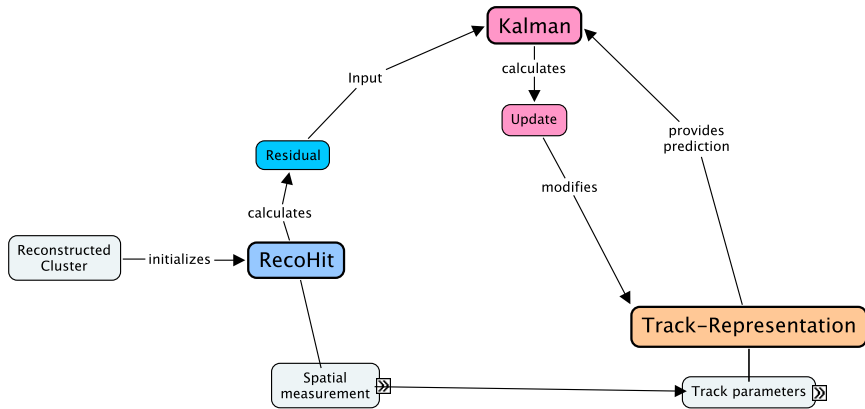 Kalman
calculates
Input
Update
provides
prediction
Residual
modifies
calculates
Reconstructed
Cluster
initializes
RecoHit
Track-Representation
Spatial
measurement
Track parameters